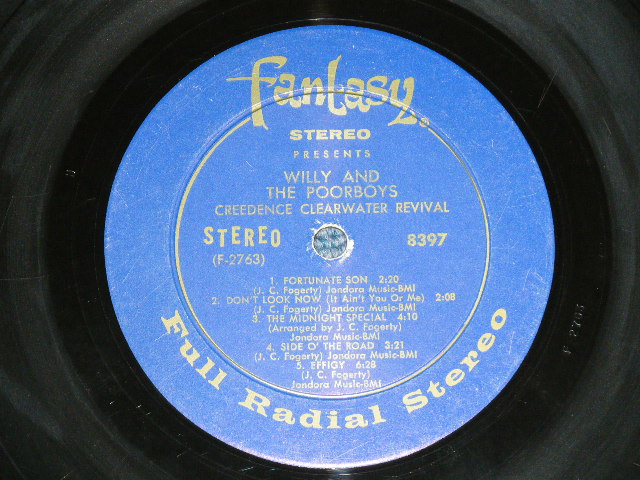 Fantasy®
STEREO
PRESENTS
WILLY AND
THE POORBOYS
CREEDENCE CLEARWATER REVIVAL
STEREO 8397
(F-2763)
1. FORTUNATE SON 2:20
(J. C. Fogerty) Jondora Music-BMI
2. DON'T LOOK NOW (It Ain't You Or Me) 2:08
(J. C. Fogerty) Jondora Music-BMI
3. THE MIDNIGHT SPECIAL 4:10
(Arranged by J. C. Fogerty)
Jondora Music-BMI
4. SIDE O' THE ROAD 3:21
(J. C. Fogerty) Jondora Music-BMI
5. EFFIGY 6:28
(J. C. Fogerty)
Jondora Music-BMI
Full Radial Stereo
F 2763